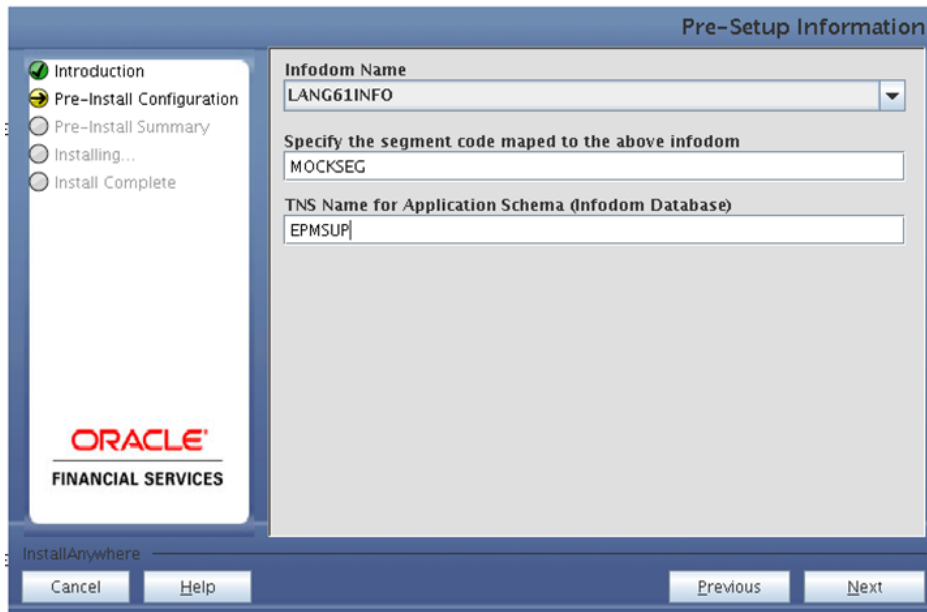 Pre-Setup Information
Introduction
Pre-Install Configuration
Pre-Install Summary
Installing...
Install Complete
ORACLE'
FINANCIAL SERVICES
Infodom Name
LANG61INFO
Specify the segment code maped to the above infodom
MOCKSEG
TNS Name for Application Schema (Infodom Database)
EPMSUP
InstallAnywhere
Cancel
Help
Previous
Next